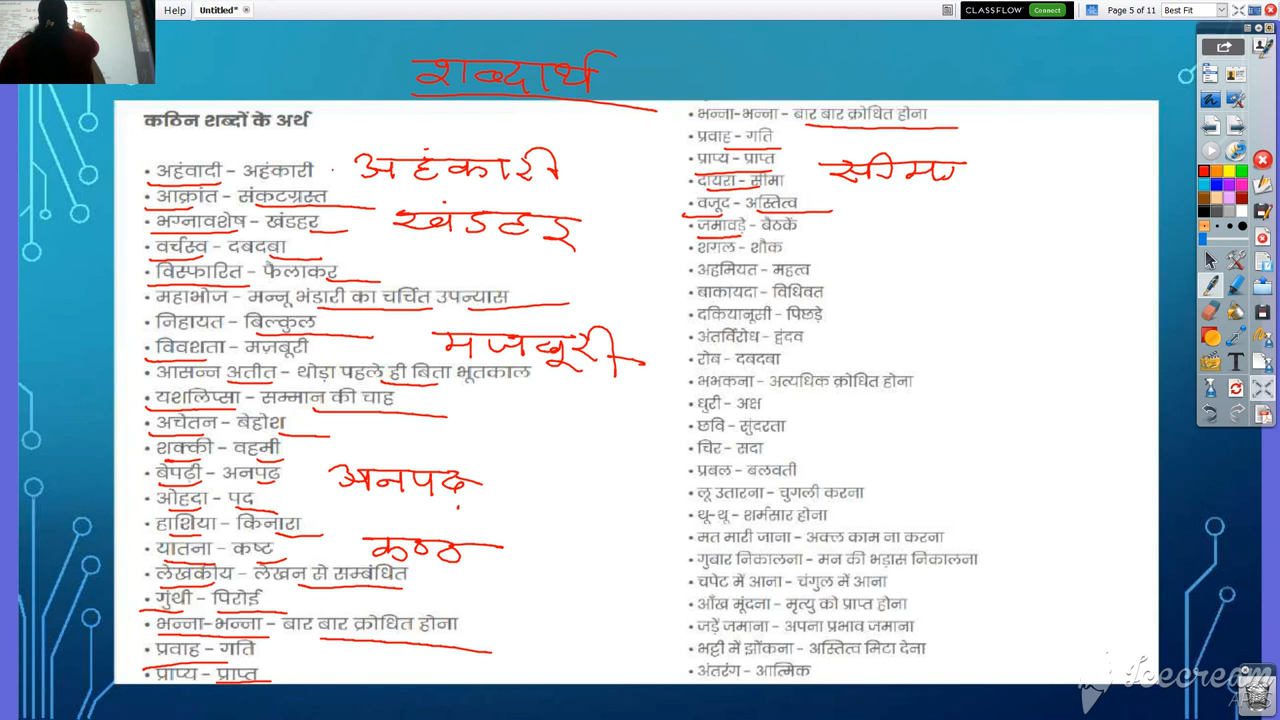 Help
Untitled*
CLASSFLOW Connect
Page 5 of 11
Best Fit
शब्दार्थ
कठिन शब्दों के अर्थ
• अहंवादी - अहंकारी
अहंकारी
• आक्रांत - संकटग्रस्त
• भग्नावशेष - खंडहर
खंडहर
• वर्चस्व - दबदबा
• विस्फारित - फैलाकर
• महाभोज - मन्नू भंडारी का चर्चित उपन्यास
• निहायत - बिल्कुल
• विवशता - मज़बूरी
मजबूरी
• आसन्न अतीत - थोड़ा पहले ही बिता भूतकाल
• यशलिप्सा - सम्मान की चाह
• अचेतन - बेहोश
• शक्की - वहमी
• बेपढ़ी - अनपढ़
अनपढ़
• ओहदा - पद
• हाशिया - किनारा
• यातना - कष्ट
• लेखकीय - लेखन से सम्बंधित
• गुंथी - पिरोई
• भन्ना-भन्ना - बार बार क्रोधित होना
• प्रवाह - गति
• प्राप्य - प्राप्त
• भन्ना-भन्ना - बार बार क्रोधित होना
• प्रवाह - गति
• प्राप्य - प्राप्त
सीमा
• दायरा - सीमा
• वजूद - अस्तित्व
• जमावड़े - बैठकें
• शगल - शौक
• अहमियत - महत्व
• बाकायदा - विधिवत
• दकियानूसी - पिछड़े
• अंतर्विरोध - द्वंदव
• रोब - दबदबा
• भभकना - अत्यधिक क्रोधित होना
• धुरी - अक्ष
• छवि - सुंदरता
• चिर - सदा
• प्रबल - बलवती
• लू उतारना - चुगली करना
• थू-थू - शर्मसार होना
• मत मारी जाना - अक्ल काम ना करना
• गुबार निकालना - मन की भड़ास निकालना
• चपेट में आना - चंगुल में आना
• आँख मूंदना - मृत्यु को प्राप्त होना
• जड़ें जमाना - अपना प्रभाव जमाना
• भट्टी में झोंकना - अस्तित्व मिटा देना
• अंतरंग - आत्मिक
Icecream
APPS